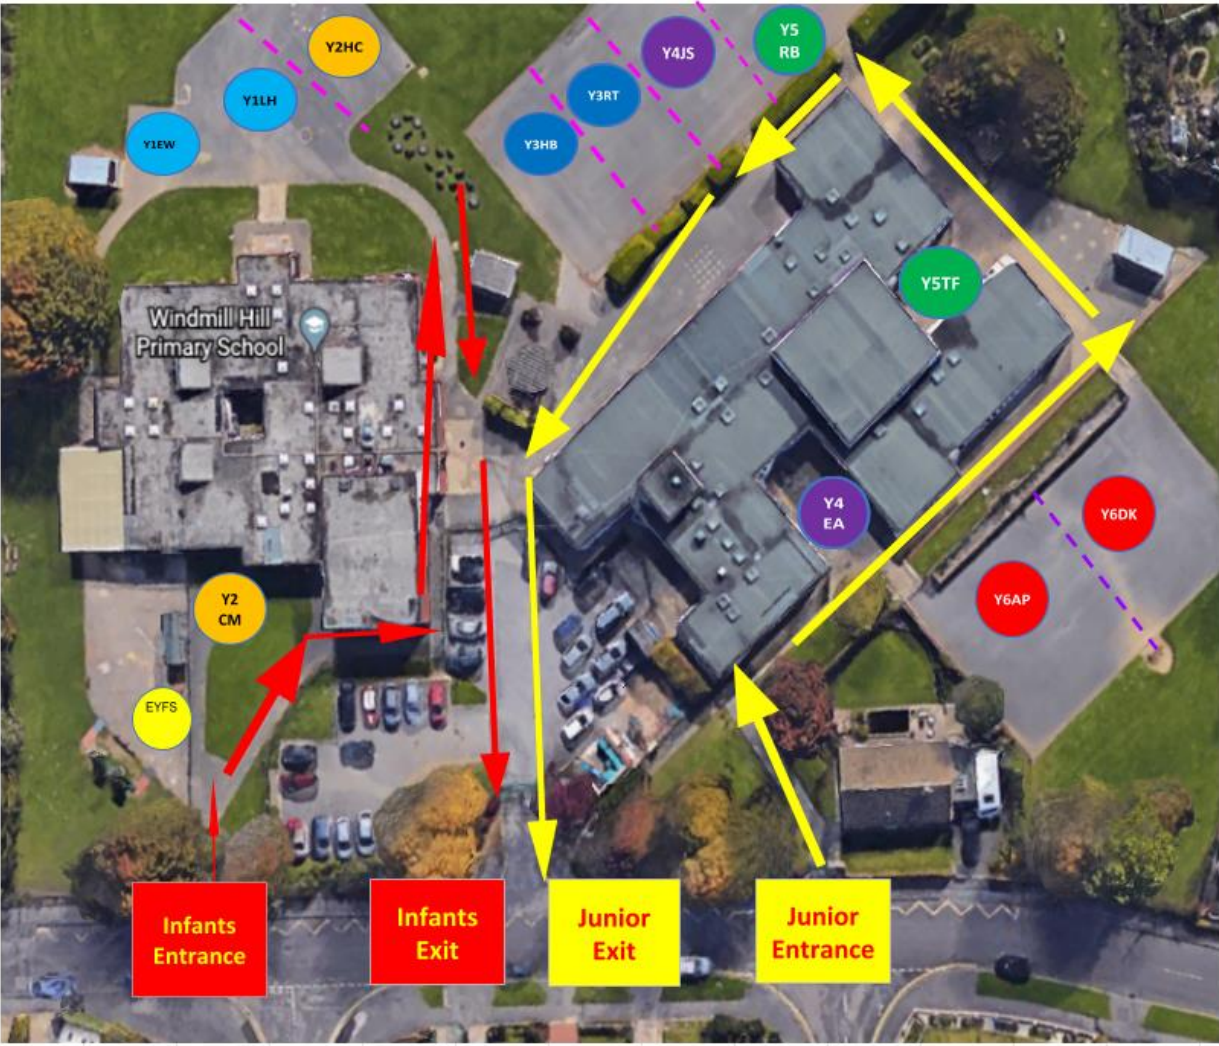 Y2HC
Y4JS
Y5
RB
Y1LH
Y3RT
Y1EW
Y3HB
Y5TF
Windmill Hill
Primary School
Y4
EA
Y6DK
Y6AP
Y2
CM
EYFS
Infants
Entrance
Infants
Exit
Junior
Exit
Junior
Entrance